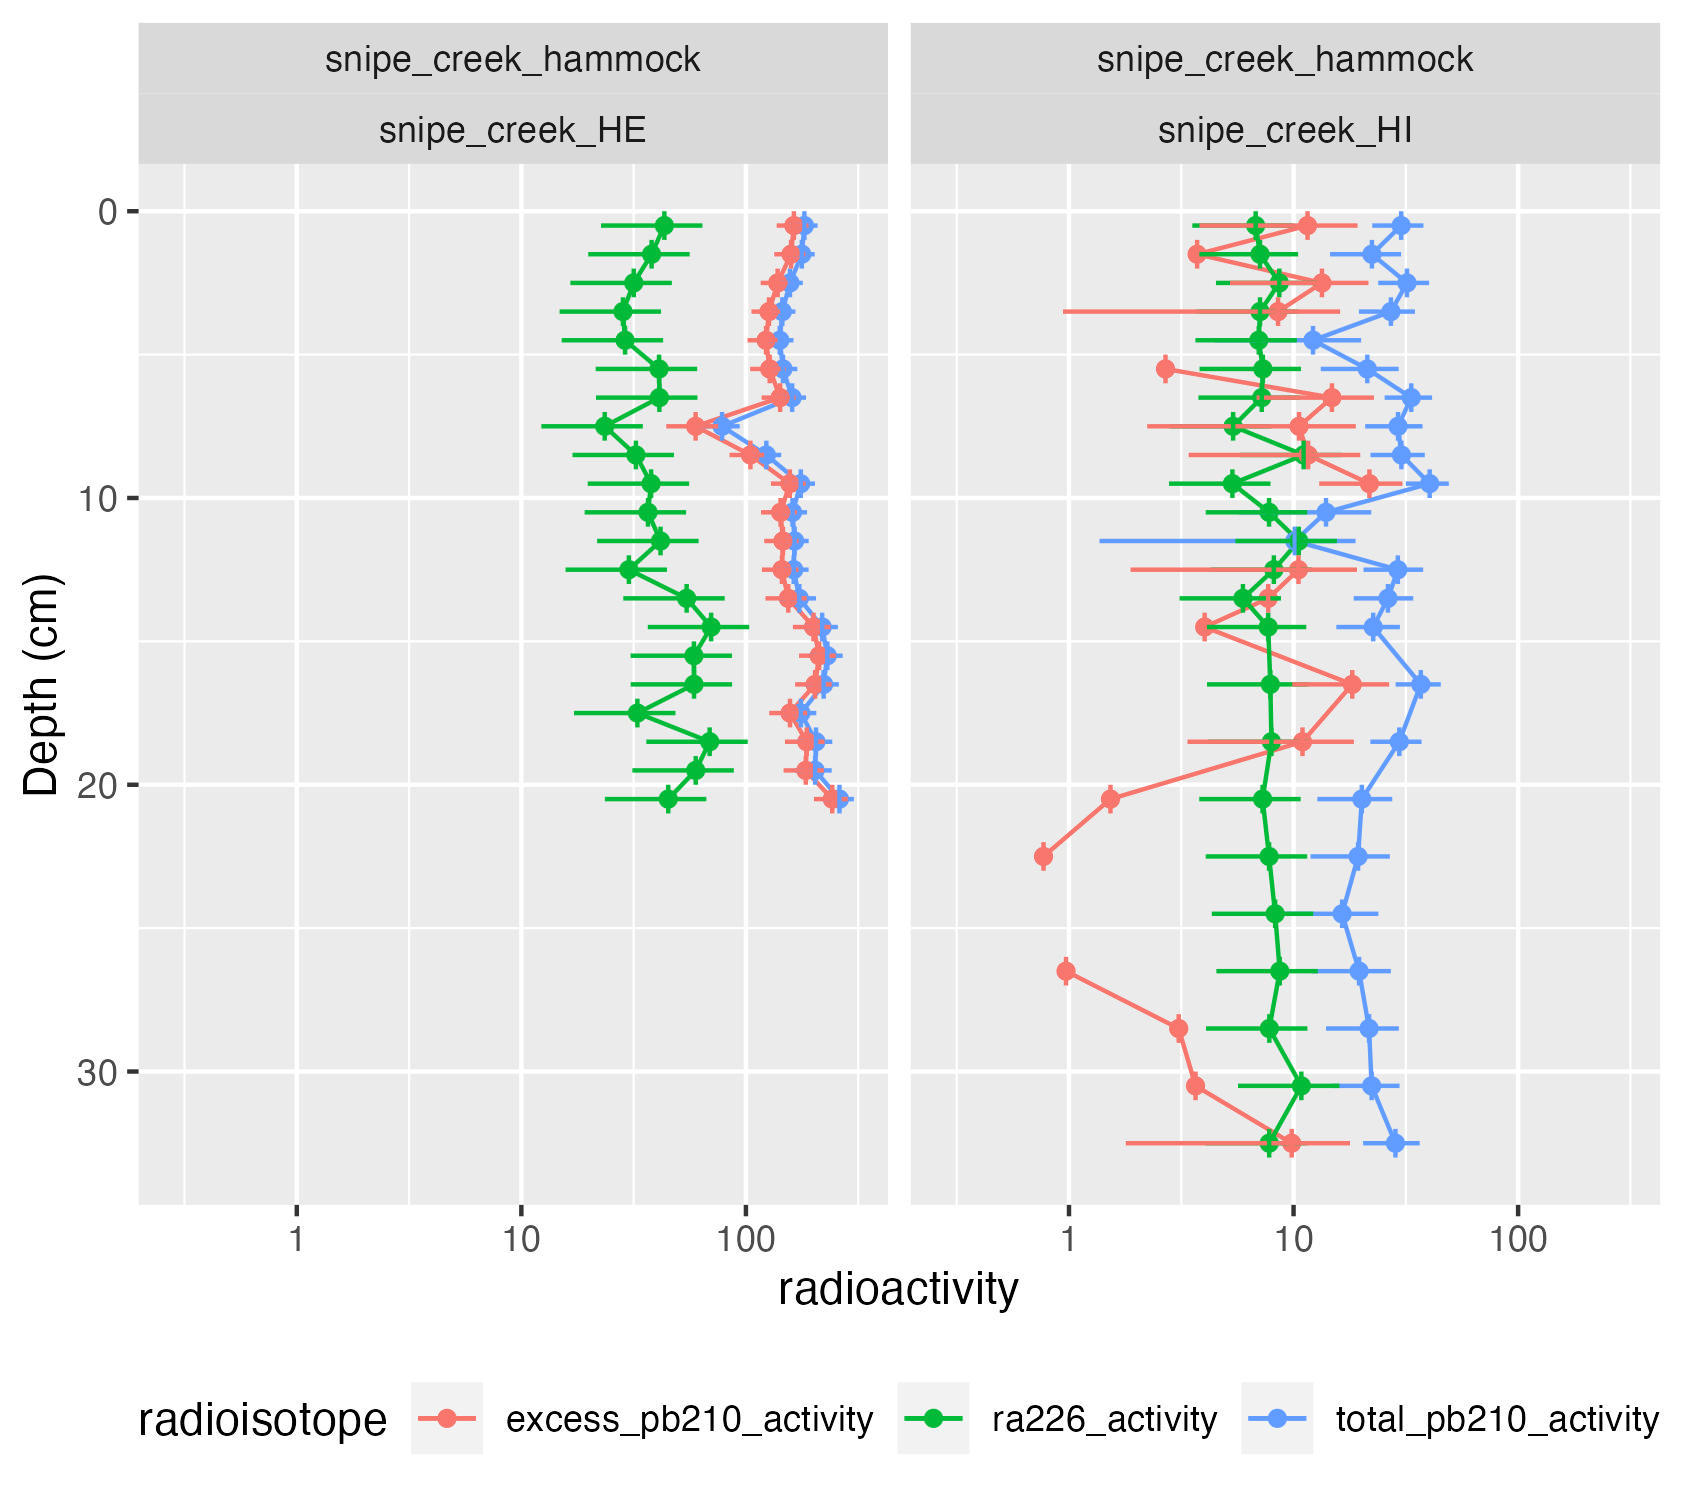 snipe_creek_hammock snipe_creek_hammock
snipe_creek_HE snipe_creek_HI
0
10
20
30
Depth (cm)
1 10 100 1 10 100
radioactivity
radioisotope excess_pb210_activity ra226_activity total_pb210_activity